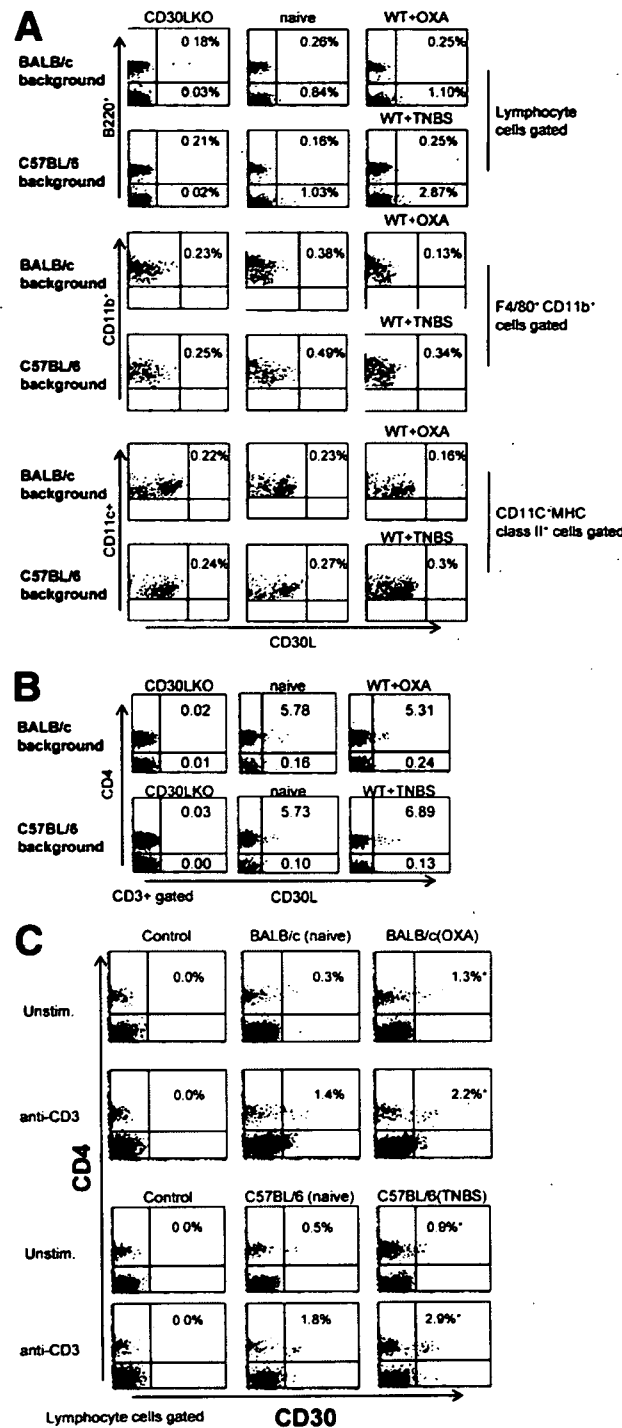 A
CD30LKO naive WT+OXA
BALB/c background
0.18% 0.26% 0.25%
0.03% 0.84% 1.10%
WT+TNBS
C57BL/6 background
0.21% 0.16% 0.25%
0.02% 1.03% 2.87%
B220⁺
Lymphocyte cells gated
WT+OXA
BALB/c background
0.23% 0.38% 0.13%
WT+TNBS
C57BL/6 background
0.25% 0.49% 0.34%
CD11b⁺
F4/80⁺ CD11b⁺ cells gated
WT+OXA
BALB/c background
0.22% 0.23% 0.16%
WT+TNBS
C57BL/6 background
0.24% 0.27% 0.3%
CD11c+
CD11C⁺MHC class II⁺ cells gated
CD30L
B
CD30LKO naive WT+OXA
BALB/c background
0.02 5.78 5.31
0.01 0.16 0.24
CD30LKO naive WT+TNBS
C57BL/6 background
0.03 5.73 6.89
0.00 0.10 0.13
CD4
CD3+ gated CD30L
C
Control BALB/c (naive) BALB/c(OXA)
Unstim. 0.0% 0.3% 1.3%*
anti-CD3 0.0% 1.4% 2.2%*
CD4
Control C57BL/6 (naive) C57BL/6(TNBS)
Unstim. 0.0% 0.5% 0.9%*
anti-CD3 0.0% 1.8% 2.9%*
Lymphocyte cells gated CD30